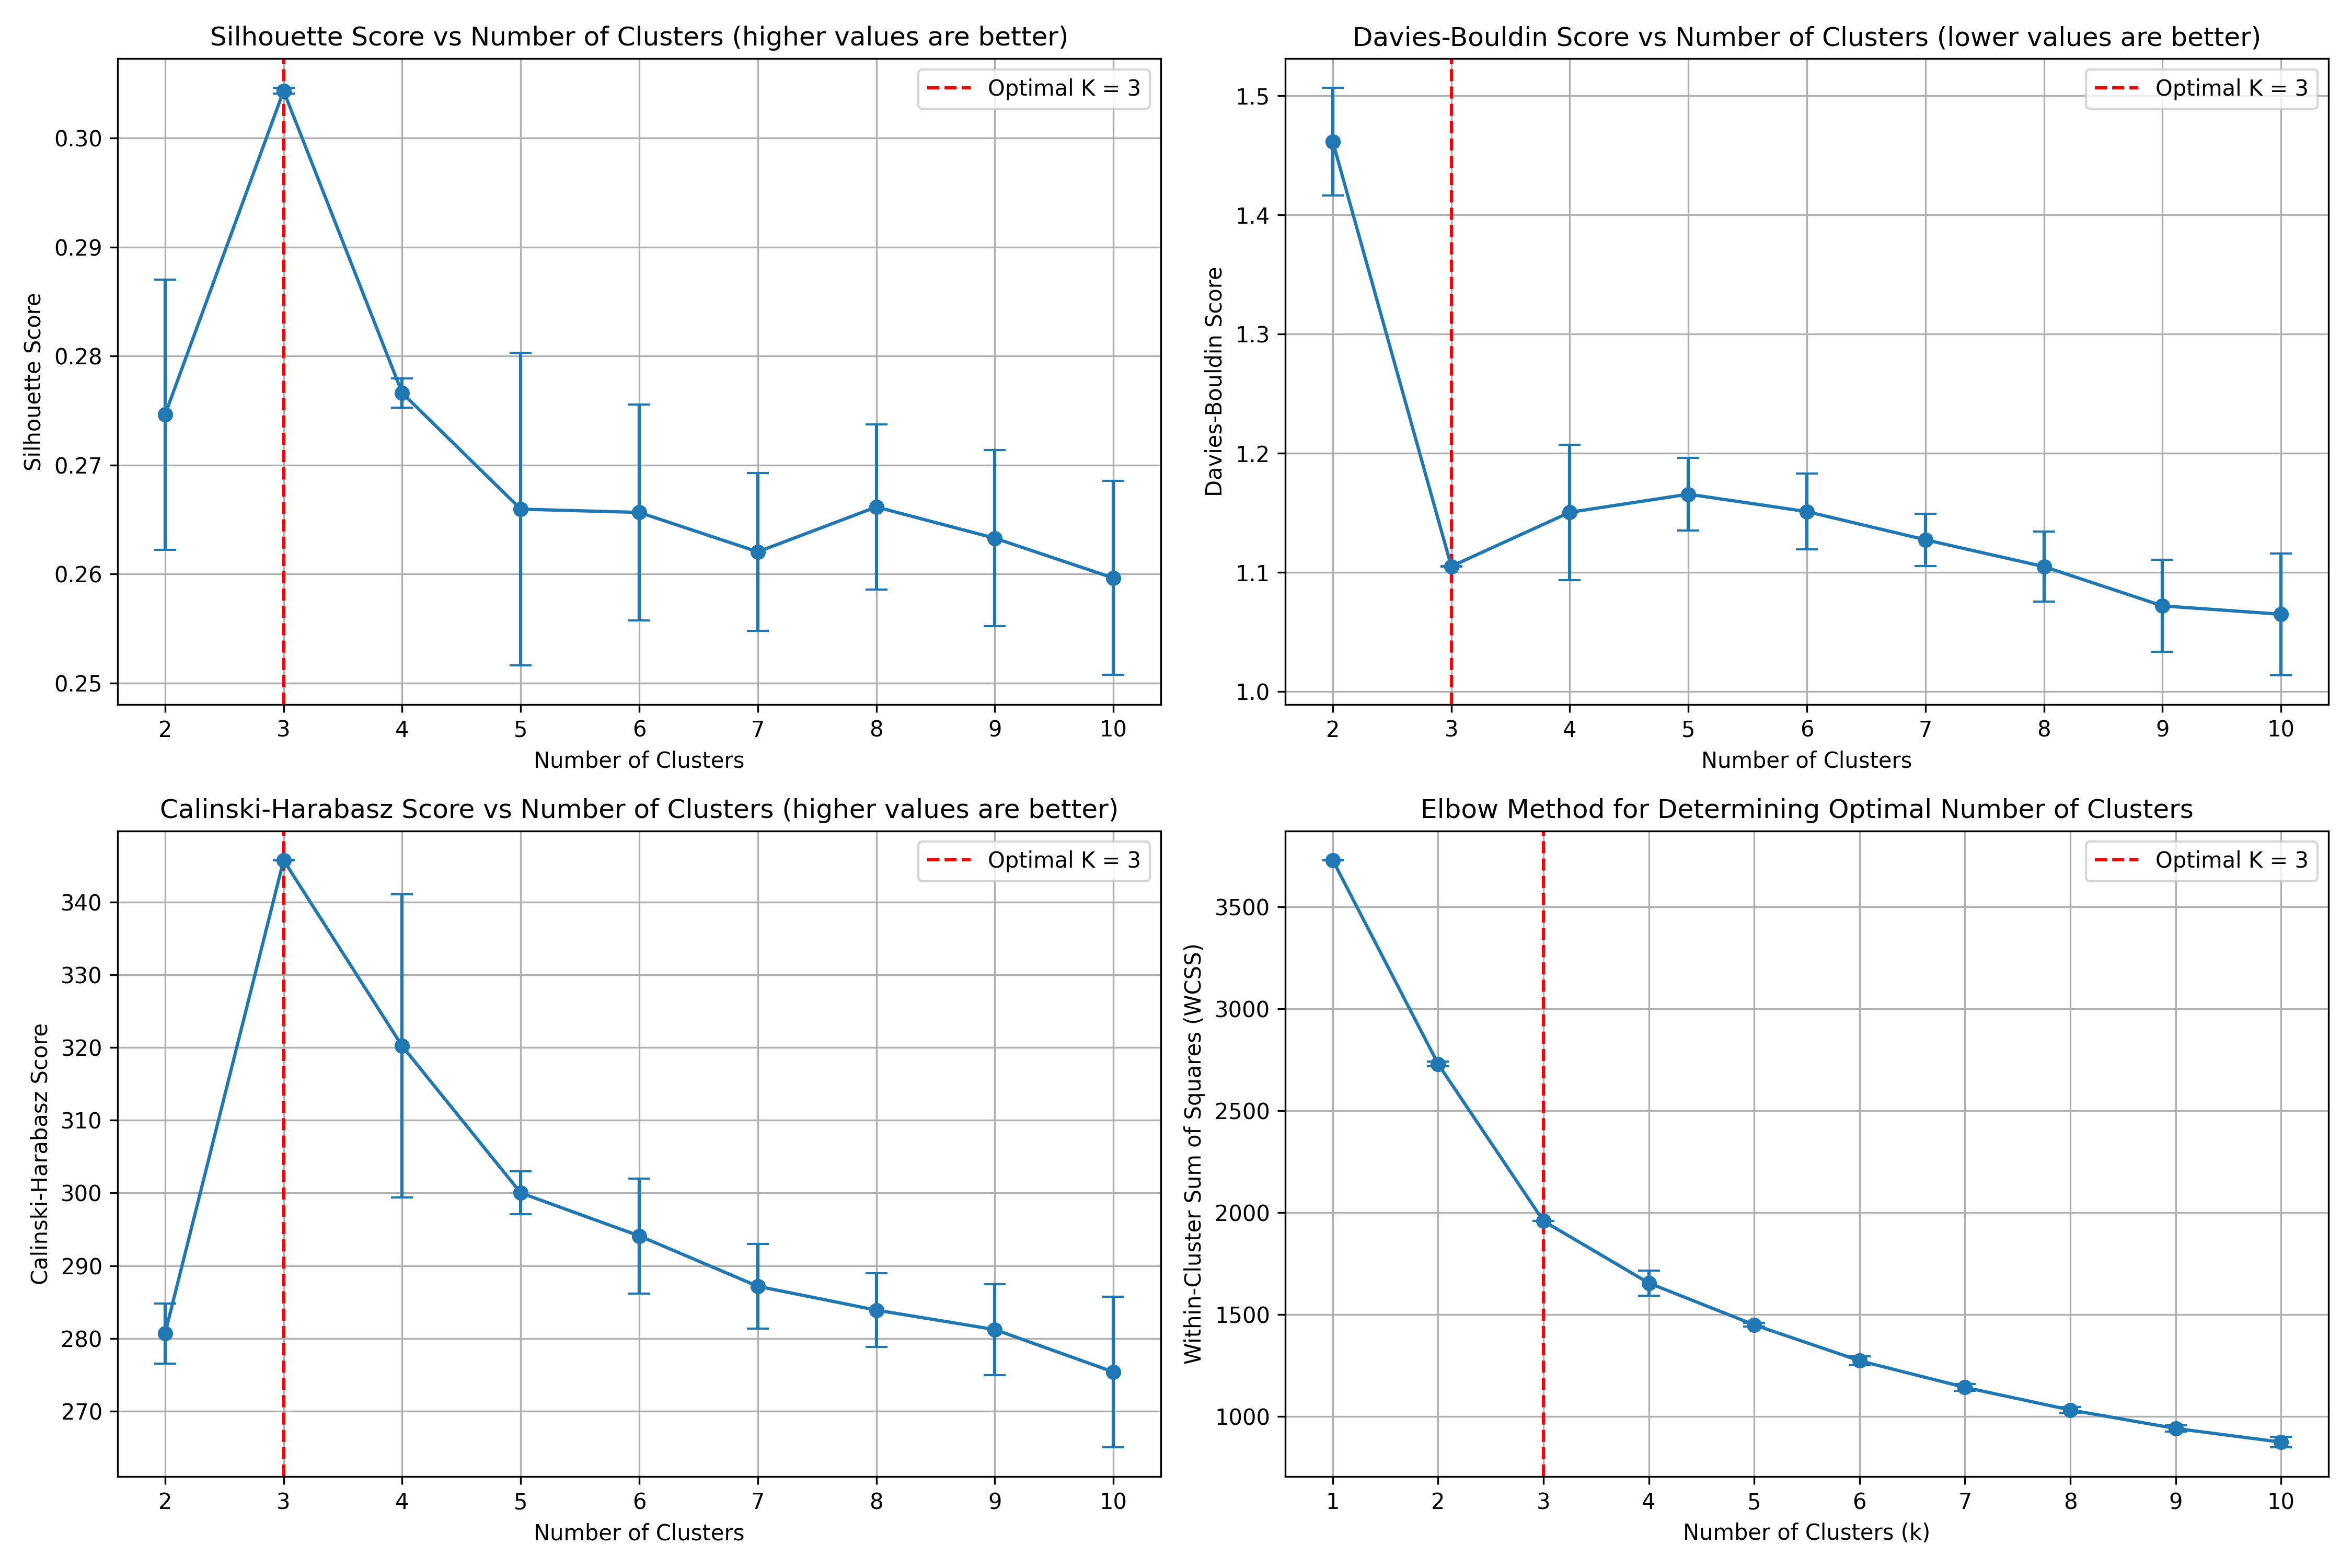 Silhouette Score vs Number of Clusters (higher values are better)
Optimal K = 3
Silhouette Score
0.30
0.29
0.28
0.27
0.26
0.25
2 3 4 5 6 7 8 9 10
Number of Clusters
Davies-Bouldin Score vs Number of Clusters (lower values are better)
Optimal K = 3
Davies-Bouldin Score
1.5
1.4
1.3
1.2
1.1
1.0
2 3 4 5 6 7 8 9 10
Number of Clusters
Calinski-Harabasz Score vs Number of Clusters (higher values are better)
Optimal K = 3
Calinski-Harabasz Score
340
330
320
310
300
290
280
270
2 3 4 5 6 7 8 9 10
Number of Clusters
Elbow Method for Determining Optimal Number of Clusters
Optimal K = 3
Within-Cluster Sum of Squares (WCSS)
3500
3000
2500
2000
1500
1000
1 2 3 4 5 6 7 8 9 10
Number of Clusters (k)